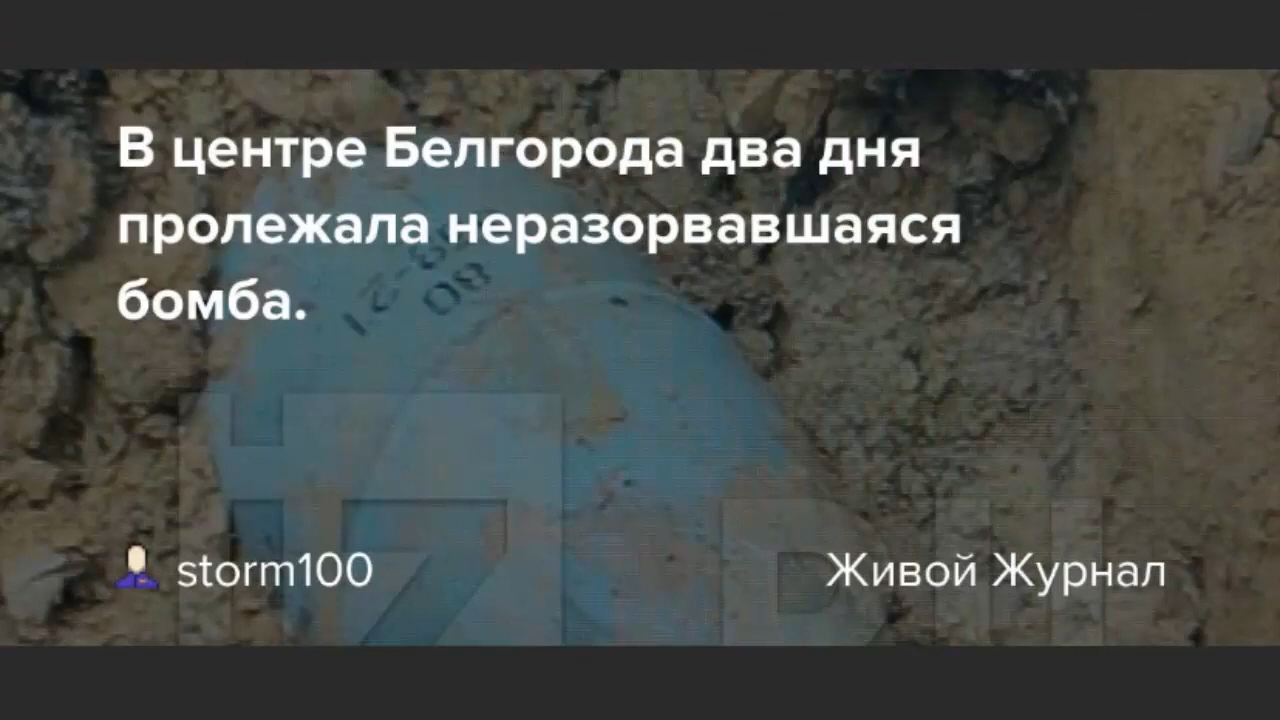 В центре Белгорода два дня
пролежала неразорвавшаяся
бомба.
storm100
Живой Журнал